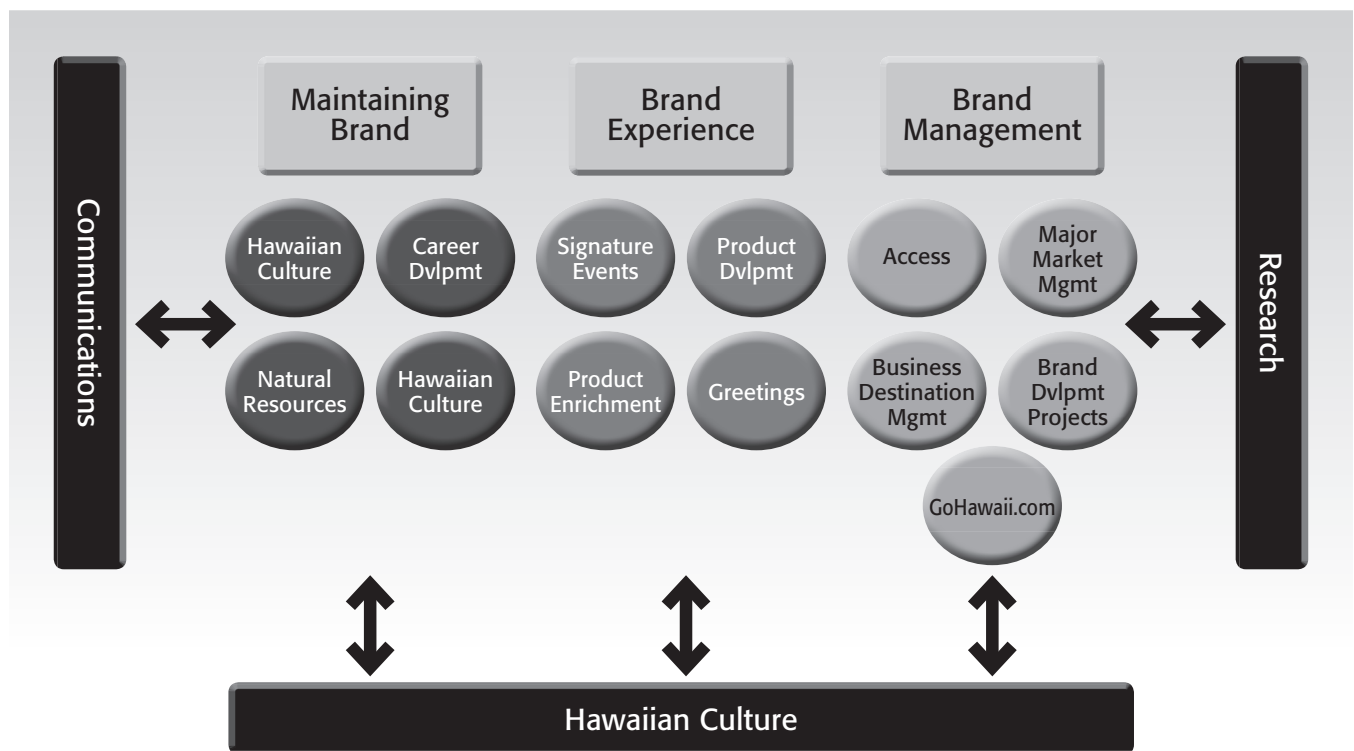 Communications
Maintaining
Brand
Hawaiian
Culture
Career
Dvlpmt
Natural
Resources
Hawaiian
Culture
Brand
Experience
Signature
Events
Product
Dvlpmt
Product
Enrichment
Greetings
Brand
Management
Access
Major
Market
Mgmt
Business
Destination
Mgmt
Brand
Dvlpmt
Projects
GoHawaii.com
Research
Hawaiian Culture